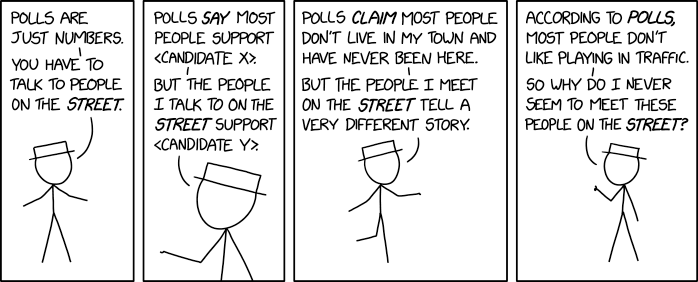 POLLS ARE
JUST NUMBERS.
YOU HAVE TO
TALK TO PEOPLE
ON THE STREET.
POLLS SAY MOST
PEOPLE SUPPORT
<CANDIDATE X>.
BUT THE PEOPLE
I TALK TO ON THE
STREET SUPPORT
<CANDIDATE Y>.
POLLS CLAIM MOST PEOPLE
DON'T LIVE IN MY TOWN AND
HAVE NEVER BEEN HERE.
BUT THE PEOPLE I MEET
ON THE STREET TELL A
VERY DIFFERENT STORY.
ACCORDING TO POLLS,
MOST PEOPLE DON'T
LIKE PLAYING IN TRAFFIC.
SO WHY DO I NEVER
SEEM TO MEET THESE
PEOPLE ON THE STREET?